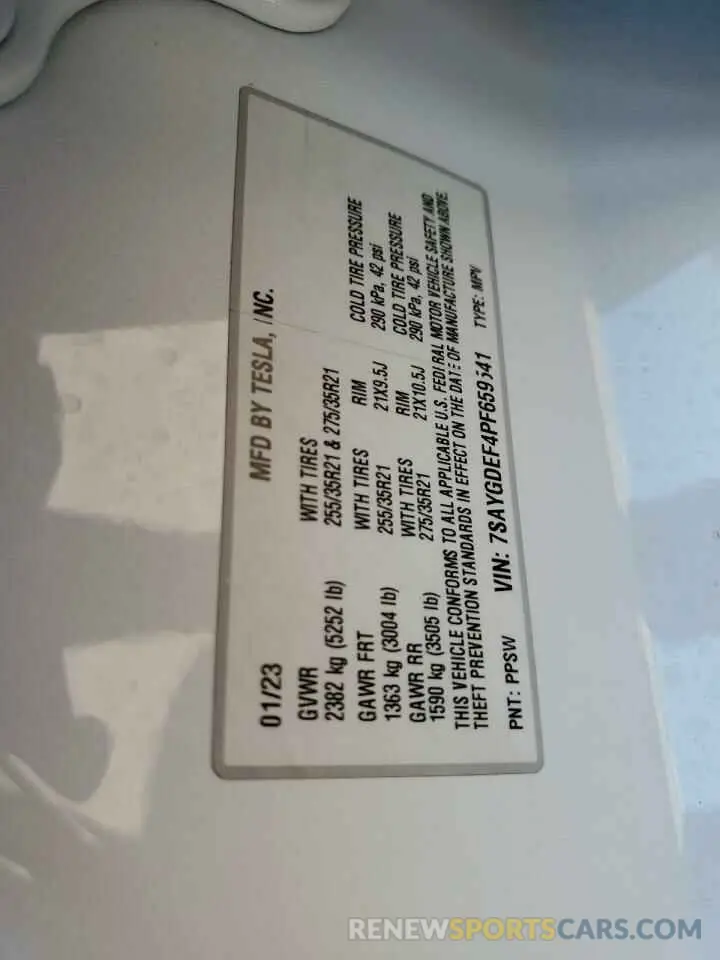 01/23 MFD BY TESLA, INC.
GVWR WITH TIRES
2382 kg (5252 lb) 255/35R21 & 275/35R21
GAWR FRT WITH TIRES RIM COLD TIRE PRESSURE
1363 kg (3004 lb) 255/35R21 21X9.5J 290 kPa, 42 psi
GAWR RR WITH TIRES RIM COLD TIRE PRESSURE
1590 kg (3505 lb) 275/35R21 21X10.5J 290 kPa, 42 psi
THIS VEHICLE CONFORMS TO ALL APPLICABLE U.S. FEDERAL MOTOR VEHICLE SAFETY AND
THEFT PREVENTION STANDARDS IN EFFECT ON THE DATE OF MANUFACTURE SHOWN ABOVE.
PNT: PPSW VIN: 7SAYGDEF4PF659541 TYPE: MPV
RENEWSPORTSCARS.COM